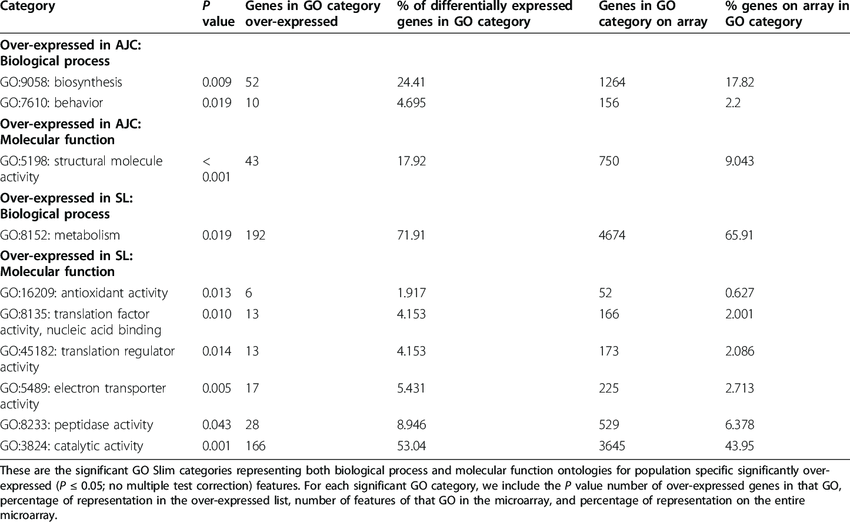 Category P value Genes in GO category over-expressed % of differentially expressed genes in GO category Genes in GO category on array % genes on array in GO category
Over-expressed in AJC: Biological process
GO:9058: biosynthesis 0.009 52 24.41 1264 17.82
GO:7610: behavior 0.019 10 4.695 156 2.2
Over-expressed in AJC: Molecular function
GO:5198: structural molecule activity < 0.001 43 17.92 750 9.043
Over-expressed in SL: Biological process
GO:8152: metabolism 0.019 192 71.91 4674 65.91
Over-expressed in SL: Molecular function
GO:16209: antioxidant activity 0.013 6 1.917 52 0.627
GO:8135: translation factor activity, nucleic acid binding 0.010 13 4.153 166 2.001
GO:45182: translation regulator activity 0.014 13 4.153 173 2.086
GO:5489: electron transporter activity 0.005 17 5.431 225 2.713
GO:8233: peptidase activity 0.043 28 8.946 529 6.378
GO:3824: catalytic activity 0.001 166 53.04 3645 43.95
These are the significant GO Slim categories representing both biological process and molecular function ontologies for population specific significantly over-
expressed (P ≤ 0.05; no multiple test correction) features. For each significant GO category, we include the P value number of over-expressed genes in that GO,
percentage of representation in the over-expressed list, number of features of that GO in the microarray, and percentage of representation on the entire
microarray.